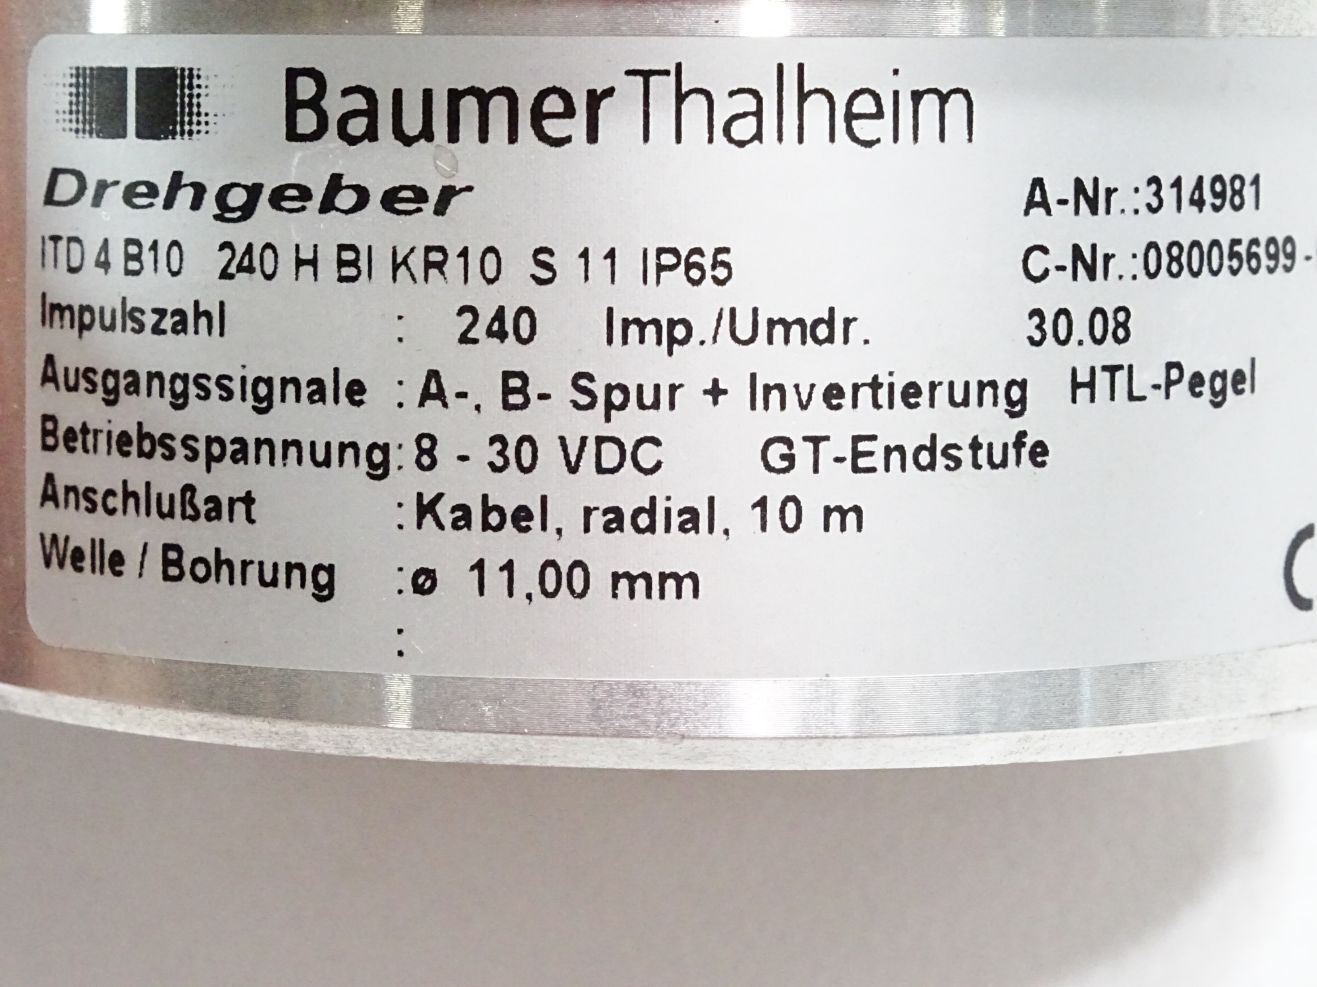 BaumerThalheim
Drehgeber A-Nr.:314981
ITD 4 B10 240 H BI KR10 S 11 IP65 C-Nr.:08005699-
Impulszahl : 240 Imp./Umdr. 30.08
Ausgangssignale : A-, B- Spur + Invertierung HTL-Pegel
Betriebsspannung: 8 - 30 VDC GT-Endstufe
Anschlußart : Kabel, radial, 10 m
Welle / Bohrung : ø 11,00 mm
: